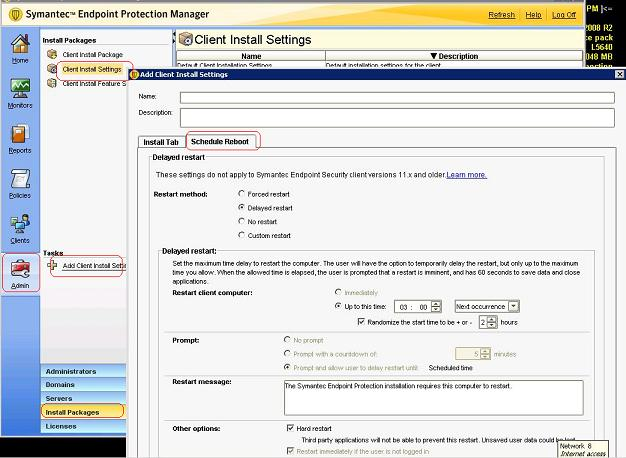 Symantec™ Endpoint Protection Manager
Refresh Help Log Off
PM |<=
Home
Monitors
Reports
Policies
Clients
Admin
Install Packages
Client Install Package
Client Install Settings
Client Install Feature S
Tasks
Add Client Install Setti
Administrators
Domains
Servers
Install Packages
Licenses
Client Install Settings
Name Description
Default Client Installation Settings Default installation settings for the client
2008 R2
ce pack
L5640
048 MB
Add Client Install Settings
Name:
Description:
Install Tab Schedule Reboot
Delayed restart
These settings do not apply to Symantec Endpoint Security client versions 11.x and older. Learn more.
Restart method:
Forced restart
Delayed restart
No restart
Custom restart
Delayed restart:
Set the maximum time delay to restart the computer. The user will have the option to temporarily delay the restart, but only up to the maximum
time you allow. When the allowed time is elapsed, the user is prompted that a restart is imminent, and has 60 seconds to save data and close
applications.
Restart client computer:
Immediately
Up to this time: 03 : 00 Next occurrence
Randomize the start time to be + or - 2 hours
Prompt:
No prompt
Prompt with a countdown of: 5 minutes
Prompt and allow user to delay restart until: Scheduled time
Restart message:
The Symantec Endpoint Protection installation requires this computer to restart.
Other options:
Hard restart
Third party applications will not be able to prevent this restart. Unsaved user data could be lost.
Restart immediately if the user is not logged in
Network 8
Internet access